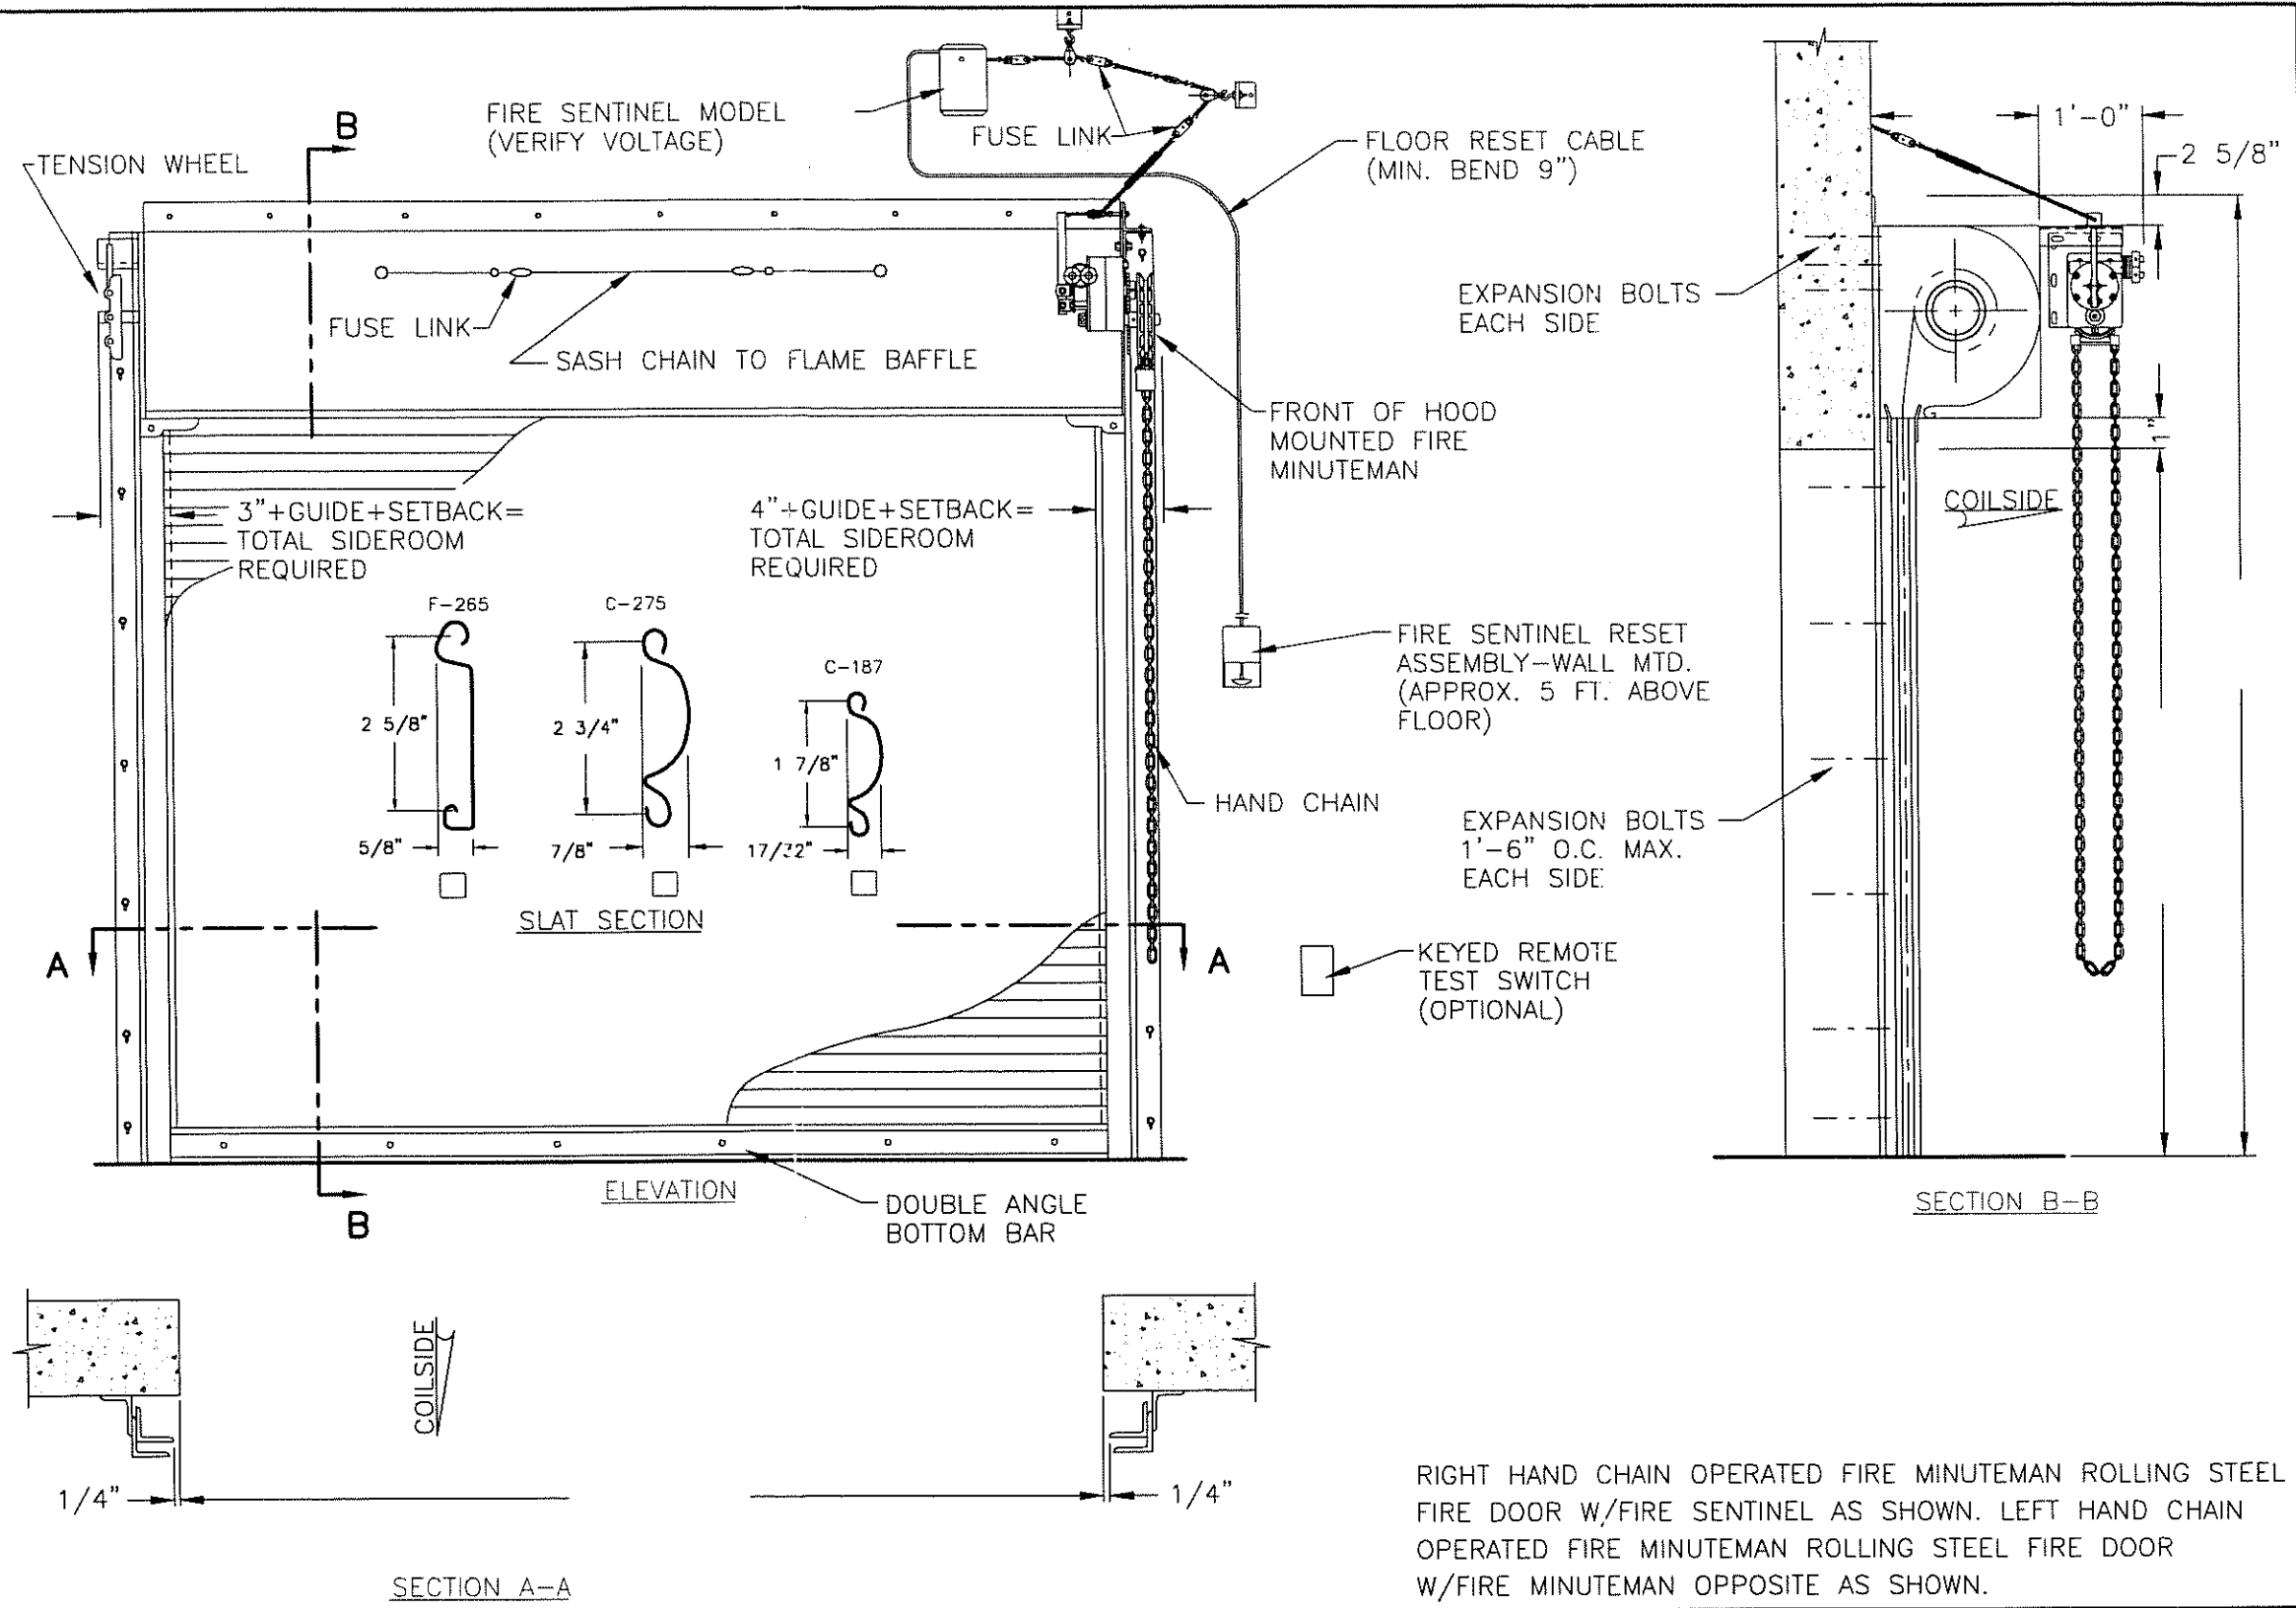 B
FIRE SENTINEL MODEL
(VERIFY VOLTAGE)
FUSE LINK
FLOOR RESET CABLE
(MIN. BEND 9")
1'-0"
2 5/8"
TENSION WHEEL
FUSE LINK
SASH CHAIN TO FLAME BAFFLE
EXPANSION BOLTS
EACH SIDE
FRONT OF HOOD
MOUNTED FIRE
MINUTEMAN
1"
COILSIDE
3"+GUIDE+SETBACK=
TOTAL SIDEROOM
REQUIRED
4"+GUIDE+SETBACK=
TOTAL SIDEROOM
REQUIRED
F-265
C-275
C-187
2 5/8"
2 3/4"
1 7/8"
5/8"
7/8"
17/32"
SLAT SECTION
FIRE SENTINEL RESET
ASSEMBLY-WALL MTD.
(APPROX. 5 FT. ABOVE
FLOOR)
HAND CHAIN
EXPANSION BOLTS
1'-6" O.C. MAX.
EACH SIDE
A
A
KEYED REMOTE
TEST SWITCH
(OPTIONAL)
B
ELEVATION
DOUBLE ANGLE
BOTTOM BAR
SECTION B-B
COILSIDE
1/4"
1/4"
SECTION A-A
RIGHT HAND CHAIN OPERATED FIRE MINUTEMAN ROLLING STEEL
FIRE DOOR W/FIRE SENTINEL AS SHOWN. LEFT HAND CHAIN
OPERATED FIRE MINUTEMAN ROLLING STEEL FIRE DOOR
W/FIRE MINUTEMAN OPPOSITE AS SHOWN.